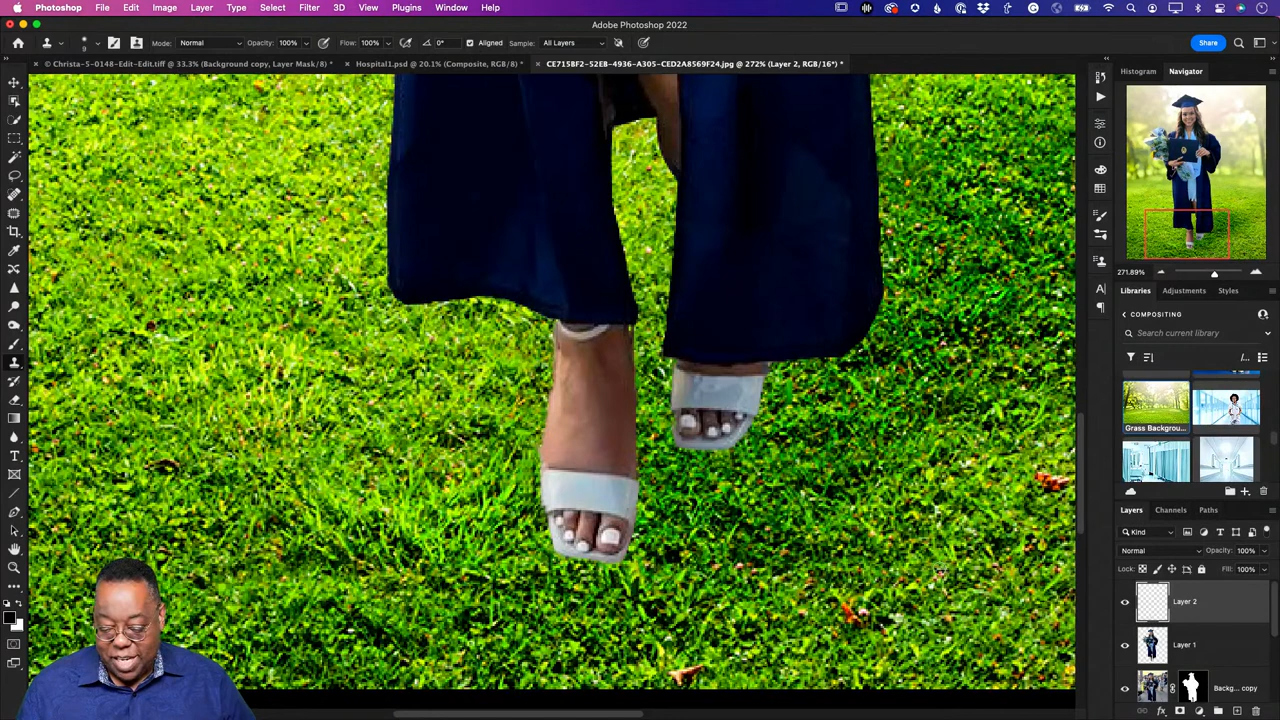 Photoshop File Edit Image Layer Type Select Filter 3D View Plugins Window Help
Adobe Photoshop 2022
Mode: Normal Opacity: 100% Flow: 100% 0° Aligned Sample: All Layers Share
9
© Christa-5-0148-Edit-Edit.tiff @ 33.3% (Background copy, Layer Mask/8) * Hospital1.psd @ 20.1% (Composite, RGB/8) * CE715BF2-52EB-4936-A305-CED2A8569F24.jpg @ 272% (Layer 2, RGB/16*) *
Histogram Navigator
271.89%
Libraries Adjustments Styles
COMPOSITING
Search current library
Grass Backgrou...
Layers Channels Paths
Kind
Normal Opacity: 100%
Lock: Fill: 100%
Layer 2
Layer 1
Backg... copy